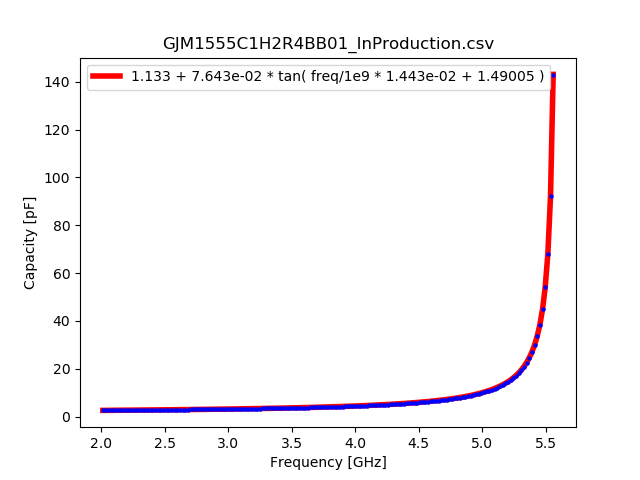 GJM1555C1H2R4BB01_InProduction.csv
1.133 + 7.643e-02 * tan( freq/1e9 * 1.443e-02 + 1.49005 )
140
120
100
80
60
40
20
0
Capacity [pF]
2.0 2.5 3.0 3.5 4.0 4.5 5.0 5.5
Frequency [GHz]